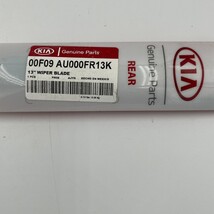 KIA Genuine Parts
00F09 AU000FR13K
13" WIPER BLADE
REAR
Genuine Parts
KIA